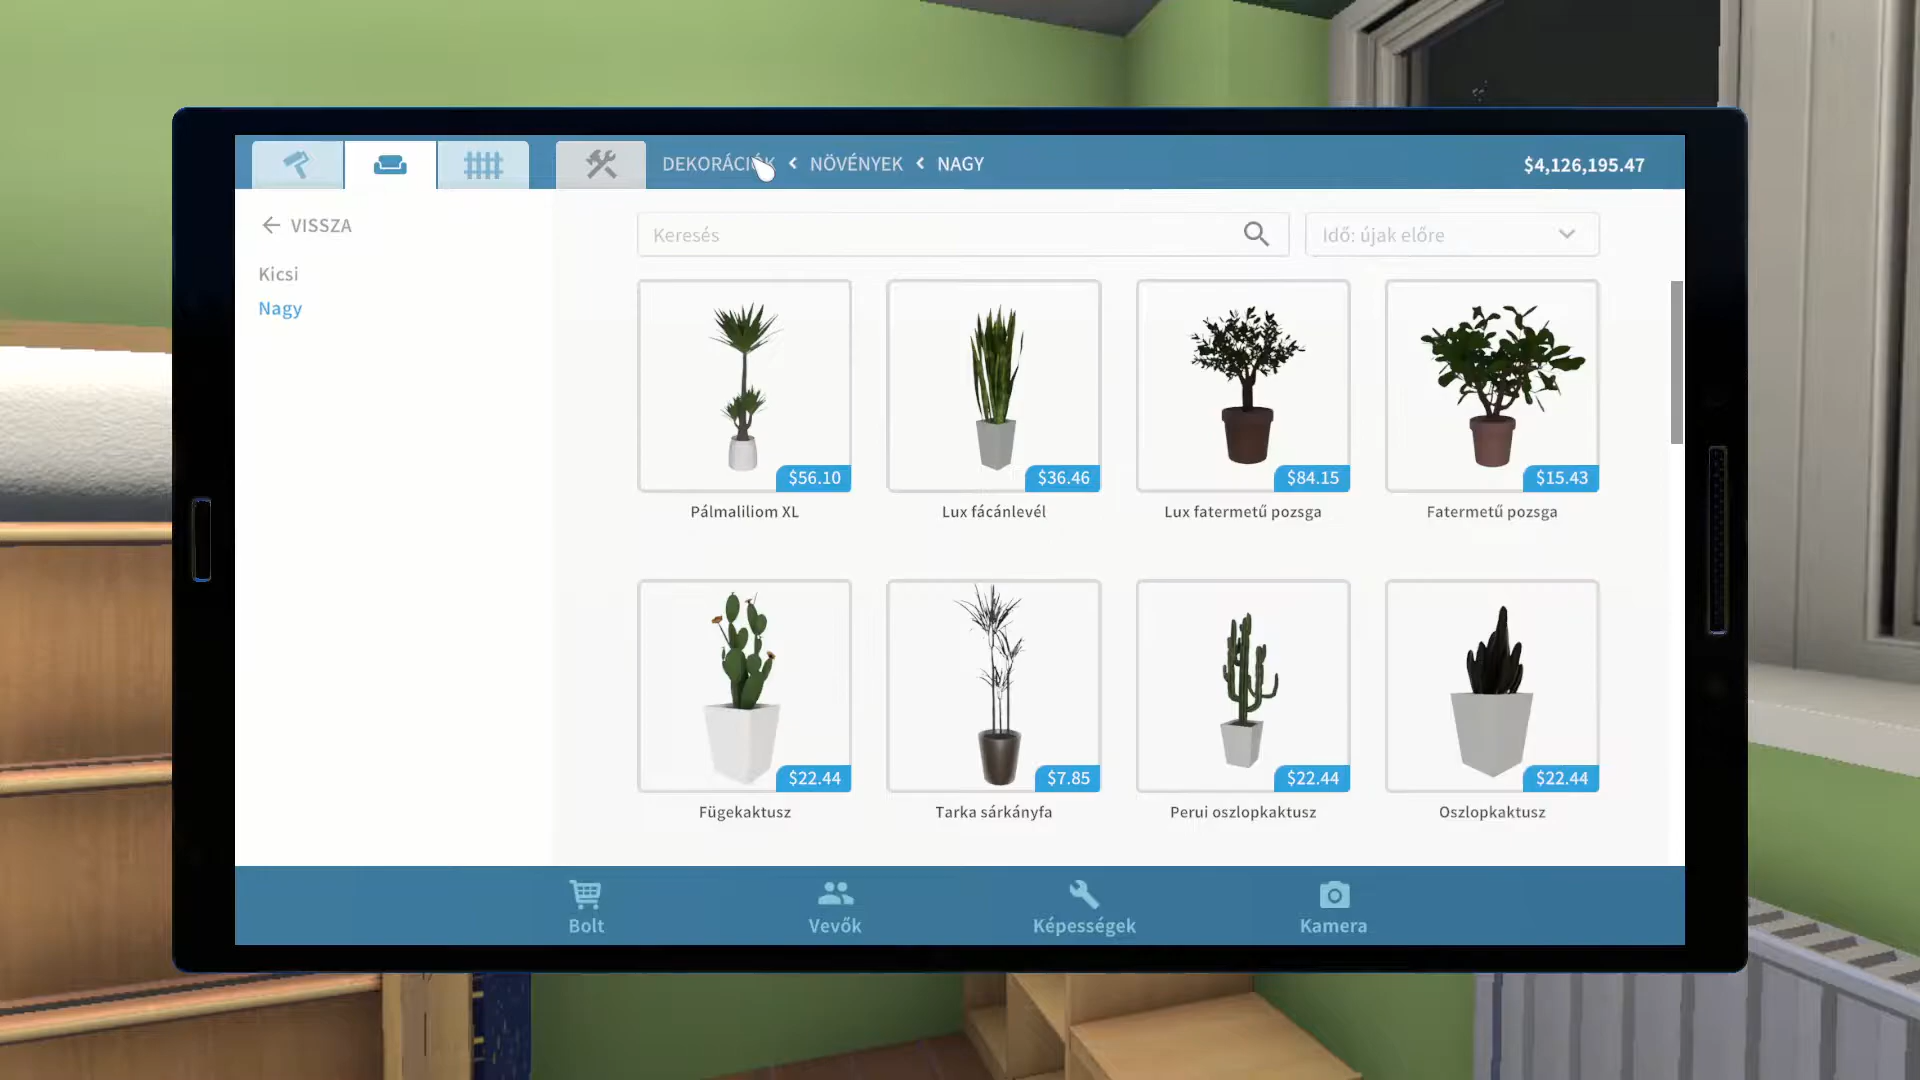 DEKORÁCIÓK < NÖVÉNYEK < NAGY
$4,126,195.47
VISSZA
Kicsi
Nagy
Keresés
Idő: újak előre
$56.10
$36.46
$84.15
$15.43
Pálmaliliom XL
Lux fácánlevél
Lux fatermetű pozsga
Fatermetű pozsga
$22.44
$7.85
$22.44
$22.44
Fügekaktusz
Tarka sárkányfa
Perui oszlopkaktusz
Oszlopkaktusz
Bolt
Vevők
Képességek
Kamera